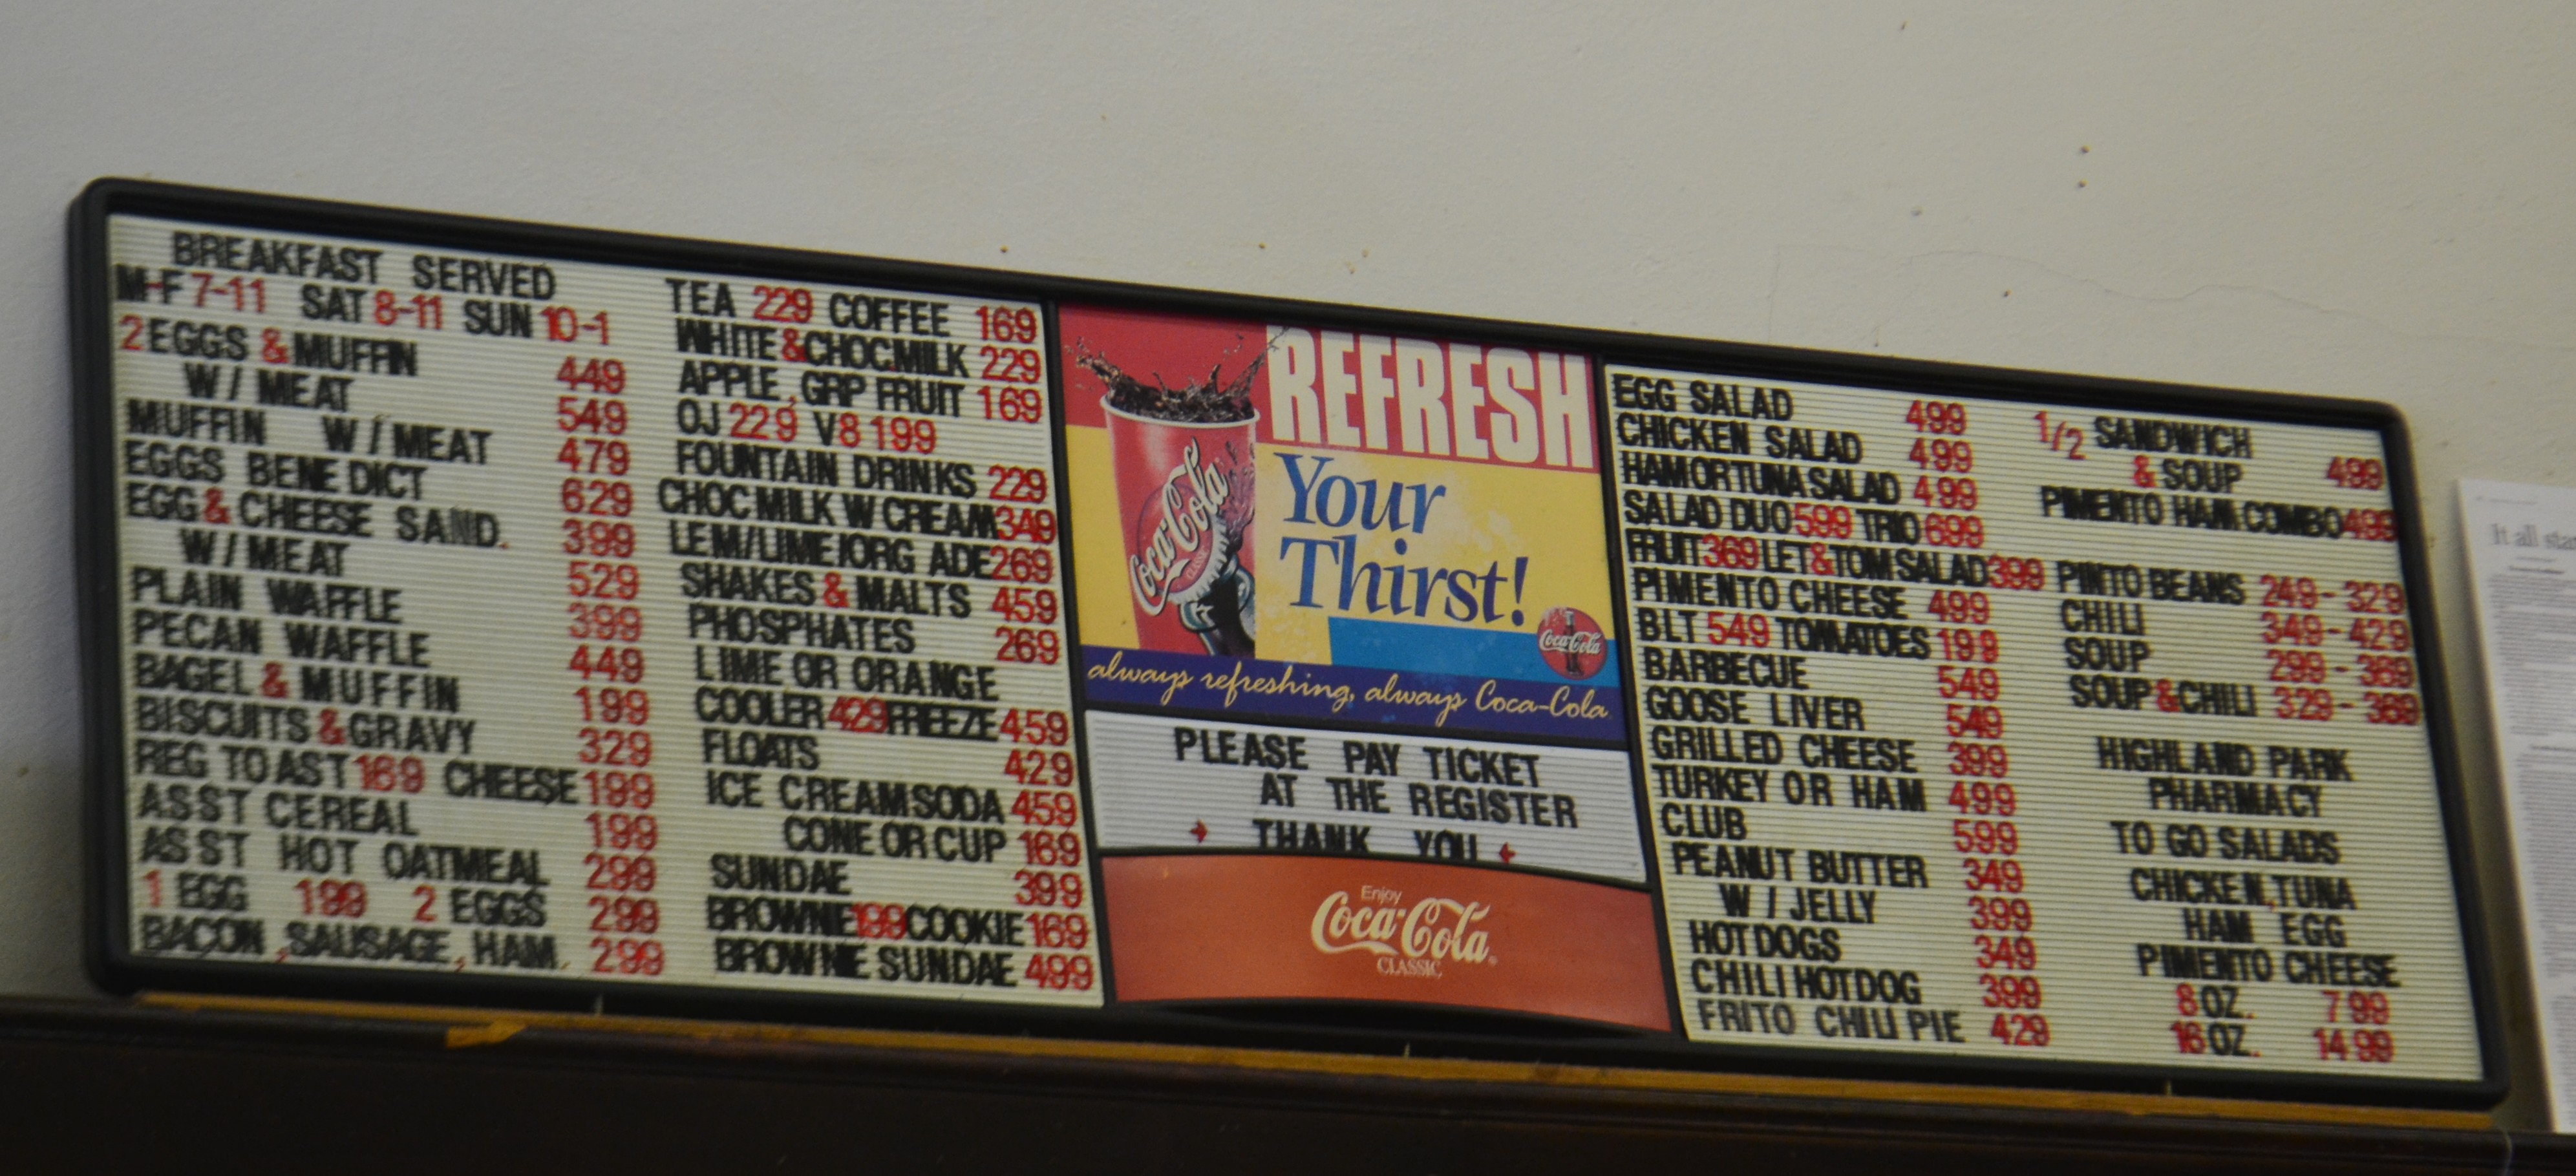 BREAKFAST SERVED
M-F 7-11 SAT 8-11 SUN 10-1
2 EGGS & MUFFIN 449
W/MEAT 549
MUFFIN W/MEAT 479
EGGS BENEDICT 629
EGG & CHEESE SAND. 399
W/MEAT 529
PLAIN WAFFLE 399
PECAN WAFFLE 449
BAGEL & MUFFIN 199
BISCUITS & GRAVY 329
REG TOAST 169 CHEESE 199
ASST CEREAL 199
ASST HOT OATMEAL 299
1 EGG 199 2 EGGS 299
BACON, SAUSAGE, HAM. 299
TEA 229 COFFEE 169
WHITE & CHOC.MILK 229
APPLE, GRP FRUIT 169
OJ 229 V8 199
FOUNTAIN DRINKS 229
CHOC MILK W CREAM 349
LEM/LIME/ORG ADE 269
SHAKES & MALTS 459
PHOSPHATES 269
LIME OR ORANGE
COOLER 429 FREEZE 459
FLOATS 429
ICE CREAM SODA 459
CONE OR CUP 169
SUNDAE 399
BROWNIE 199 COOKIE 169
BROWNIE SUNDAE 499
REFRESH
Your
Thirst!
Coca-Cola
CLASSIC
Coca-Cola
always refreshing, always Coca-Cola
PLEASE PAY TICKET
AT THE REGISTER
THANK YOU
Enjoy
Coca-Cola
CLASSIC
EGG SALAD 499
CHICKEN SALAD 499
HAM OR TUNA SALAD 499
SALAD DUO 599 TRIO 699
FRUIT 369 LET & TOM SALAD 399
PIMENTO CHEESE 499
BLT 549 TOMATOES 199
BARBECUE 549
GOOSE LIVER 549
GRILLED CHEESE 399
TURKEY OR HAM 499
CLUB 599
PEANUT BUTTER 349
W/JELLY 399
HOT DOGS 349
CHILI HOT DOG 399
FRITO CHILI PIE 429
1/2 SANDWICH
& SOUP 499
PIMENTO HAM COMBO 499
PINTO BEANS 249-329
CHILI 349-429
SOUP 299-369
SOUP & CHILI 329-369
HIGHLAND PARK
PHARMACY
TO GO SALADS
CHICKEN, TUNA
HAM EGG
PIMENTO CHEESE
8 OZ. 7 99
16 OZ. 14 99
It all